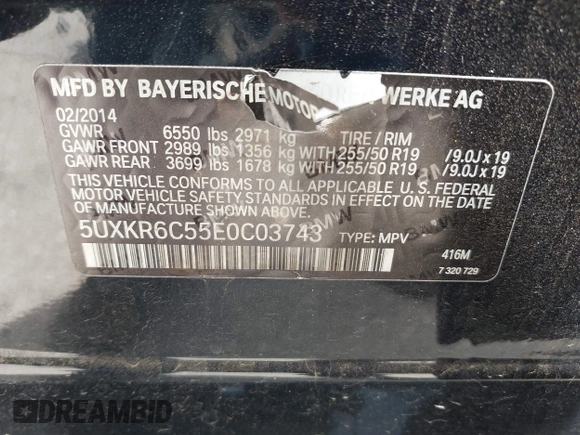 MFD BY BAYERISCHE MOTOR WERKE AG
02/2014
GVWR 6550 lbs 2971 kg TIRE / RIM
GAWR FRONT 2989 lbs 1356 kg WITH 255/50 R19 /9.0J x 19
GAWR REAR 3699 lbs 1678 kg WITH 255/50 R19 /9.0J x 19
THIS VEHICLE CONFORMS TO ALL APPLICABLE U.S. FEDERAL
MOTOR VEHICLE SAFETY STANDARDS IN EFFECT ON THE DATE
OF MANUFACTURE SHOWN ABOVE.
5UXKR6C55E0C03743 TYPE: MPV
416M
7 320 729
DREAMBID